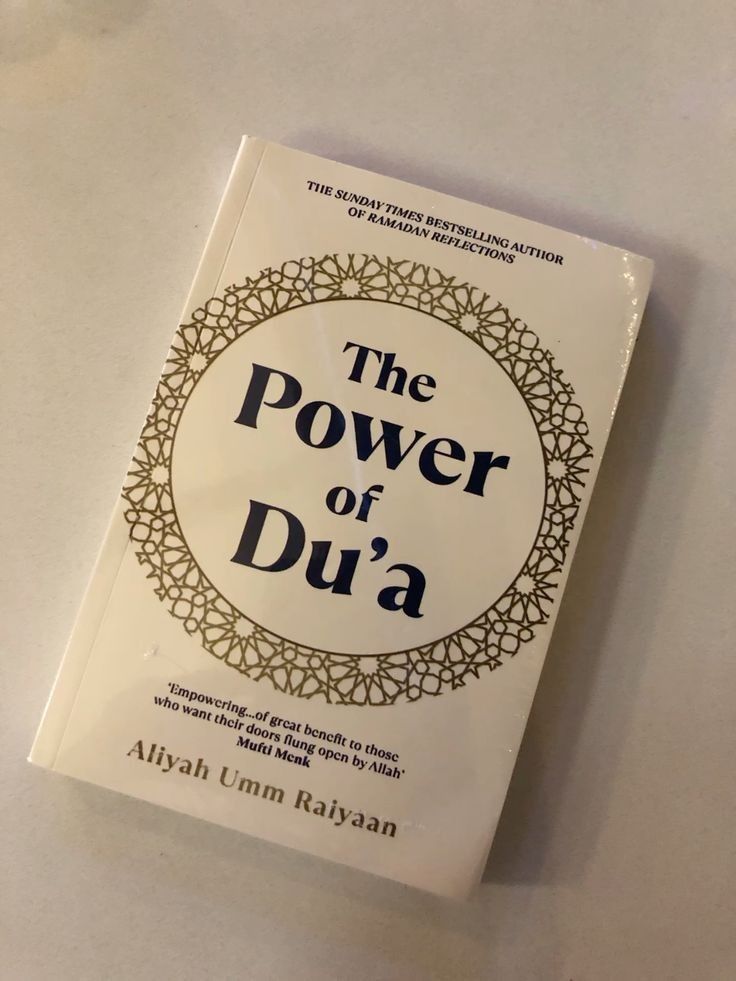 THE SUNDAY TIMES BESTSELLING AUTHOR
OF RAMADAN REFLECTIONS
The
Power
of
Du'a
'Empowering...of great benefit to those
who want their doors flung open by Allah'
Mufti Menk
Aliyah Umm Raiyaan